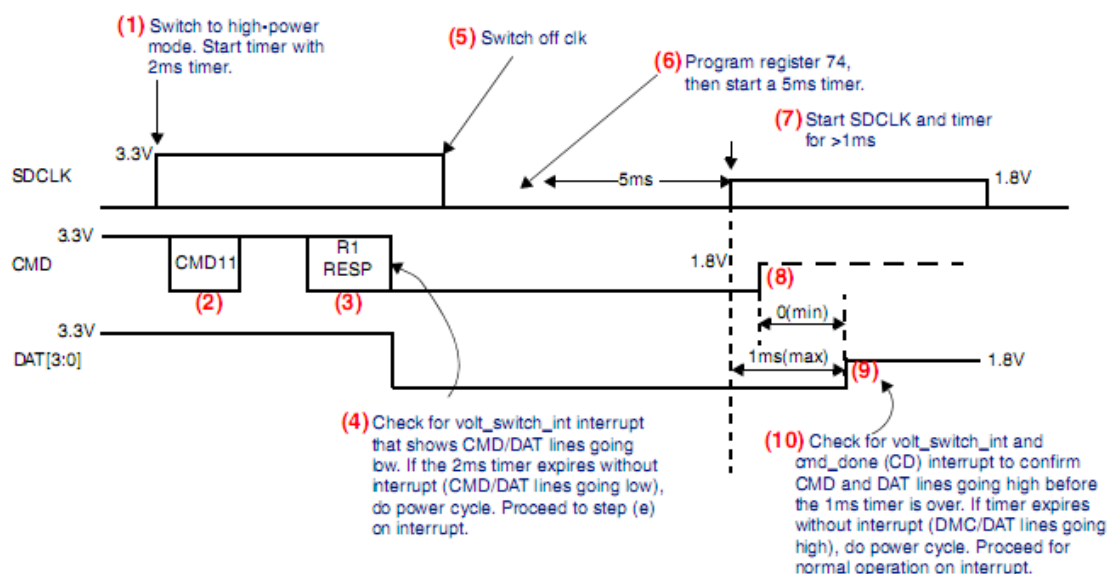 (1) Switch to high-power
mode. Start timer with
2ms timer.
(5) Switch off clk
(6) Program register 74,
then start a 5ms timer.
(7) Start SDCLK and timer
for >1ms
3.3V
SDCLK
5ms
1.8V
3.3V
CMD
CMD11
R1
RESP
1.8V
(2)
(3)
(8)
0(min)
3.3V
DAT[3:0]
1ms(max)
(9)
1.8V
(4) Check for volt_switch_int interrupt
that shows CMD/DAT lines going
low. If the 2ms timer expires without
interrupt (CMD/DAT lines going low),
do power cycle. Proceed to step (e)
on interrupt.
(10) Check for volt_switch_int and
cmd_done (CD) interrupt to confirm
CMD and DAT lines going high before
the 1ms timer is over. If timer expires
without interrupt (DMC/DAT lines going
high), do power cycle. Proceed for
normal operation on interrupt.